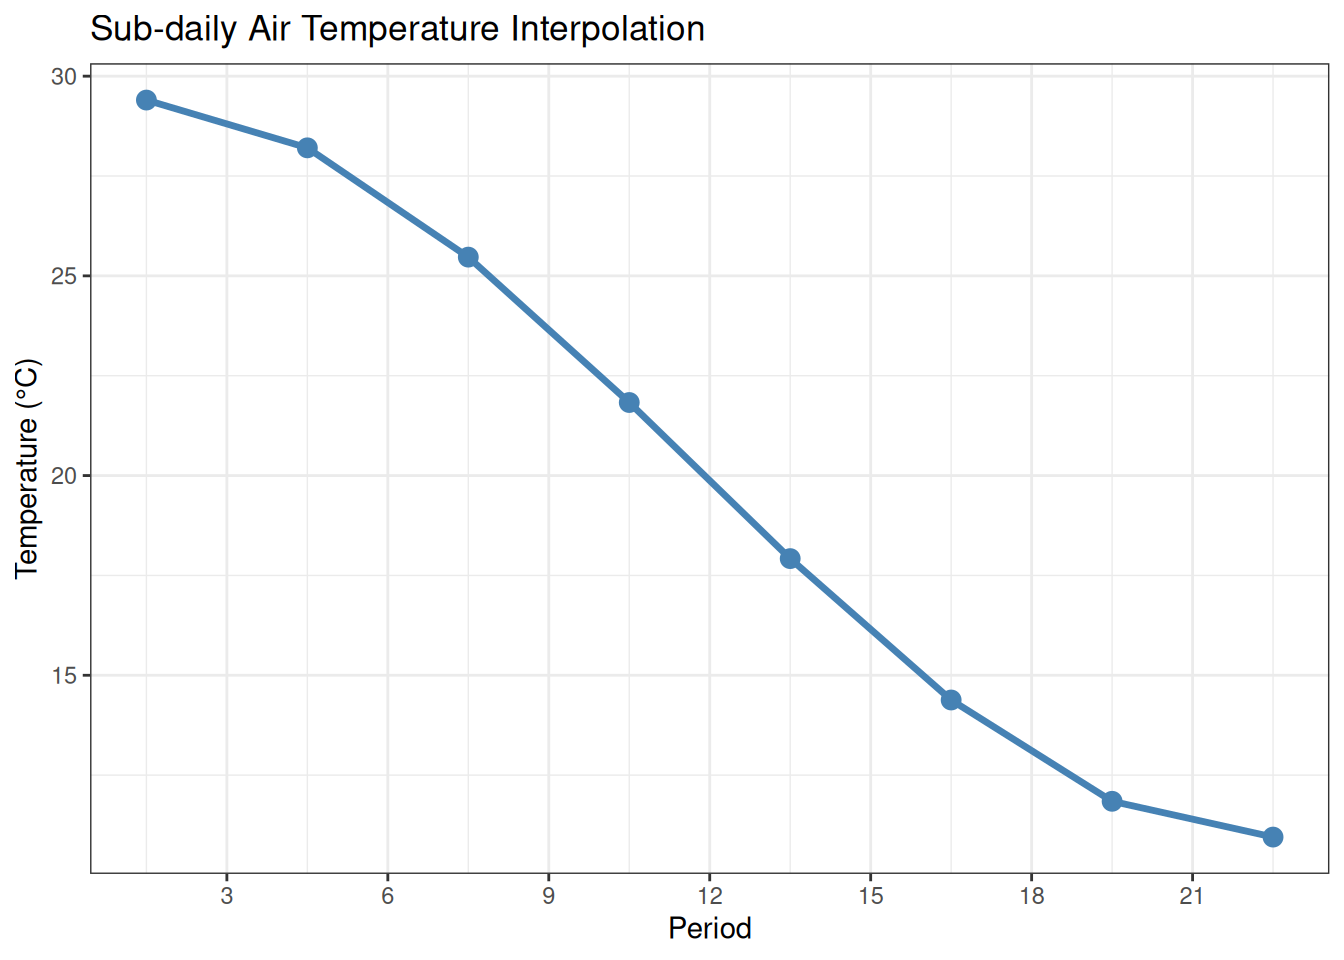 Sub-daily Air Temperature Interpolation
30
25
20
15
Temperature (°C)
3 6 9 12 15 18 21
Period